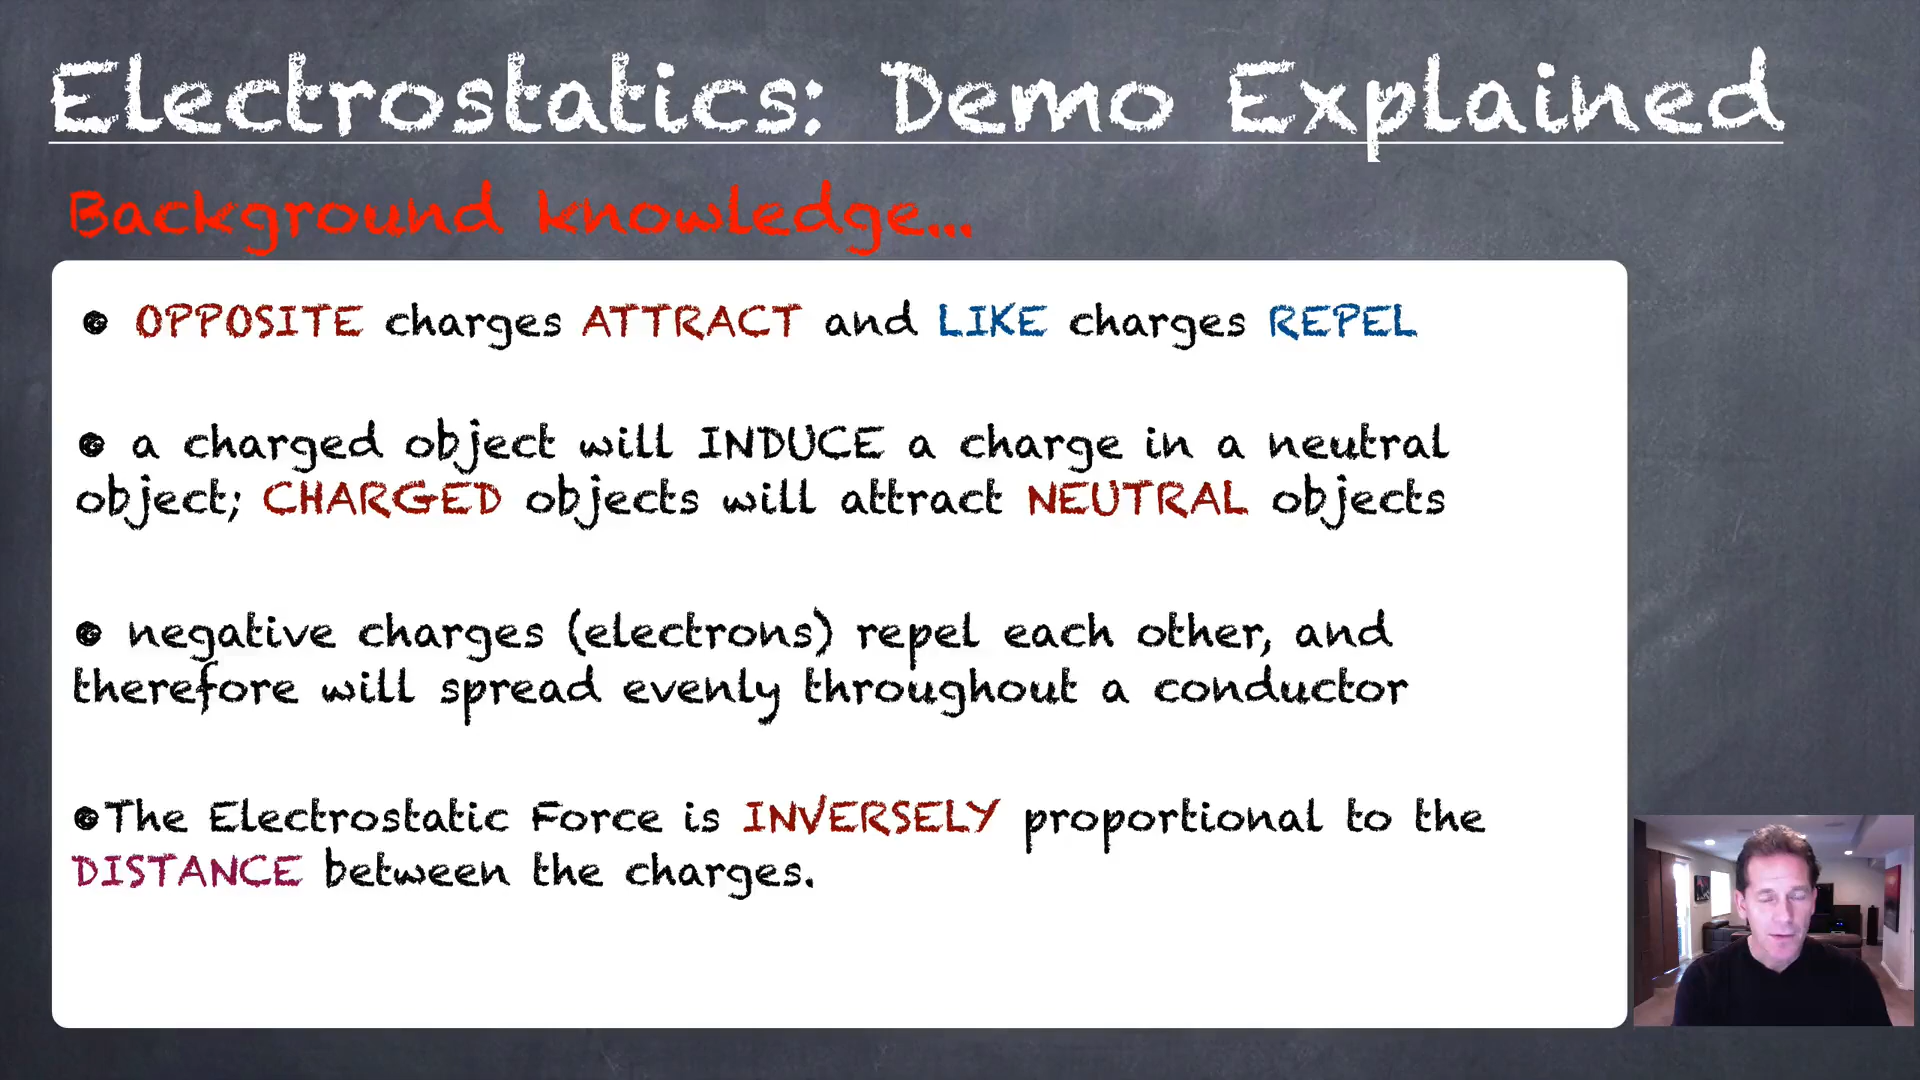 Electrostatics: Demo Explained
Background knowledge...
• OPPOSITE charges ATTRACT and LIKE charges REPEL
• a charged object will INDUCE a charge in a neutral
object; CHARGED objects will attract NEUTRAL objects
• negative charges (electrons) repel each other, and
therefore will spread evenly throughout a conductor
•The Electrostatic Force is INVERSELY proportional to the
DISTANCE between the charges.